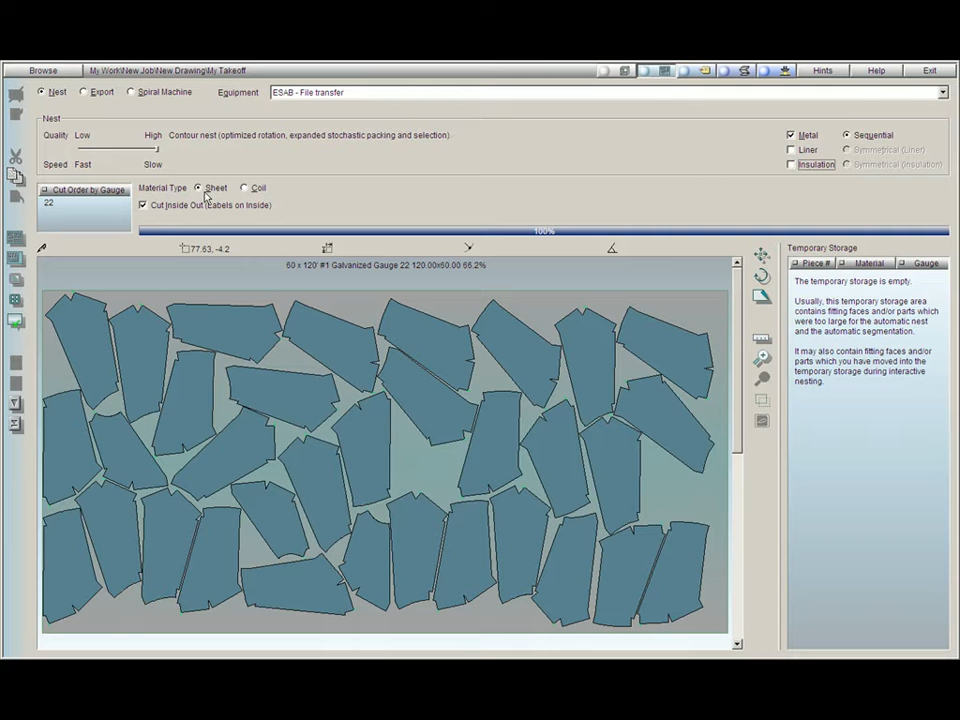 Browse My Work\New Job\New Drawing\My Takeoff Hints Help Exit
Nest Export Spiral Machine Equipment ESAB - File transfer
Nest
Quality Low High Contour nest (optimized rotation, expanded stochastic packing and selection). Metal Sequential
Liner Symmetrical (Liner)
Speed Fast Slow Insulation Symmetrical (Insulation)
Cut Order by Gauge Material Type Sheet Coil
22
Cut Inside Out (Labels on Inside)
100%
77.63, -4.2 Temporary Storage
60 x 120' #1 Galvanized Gauge 22 120.00x60.00 66.2% Piece # Material Gauge
The temporary storage is empty.
Usually, this temporary storage area
contains fitting faces and/or parts which
were too large for the automatic nest
and the automatic segmentation.
It may also contain fitting faces and/or
parts which you have moved into the
temporary storage during interactive
nesting.